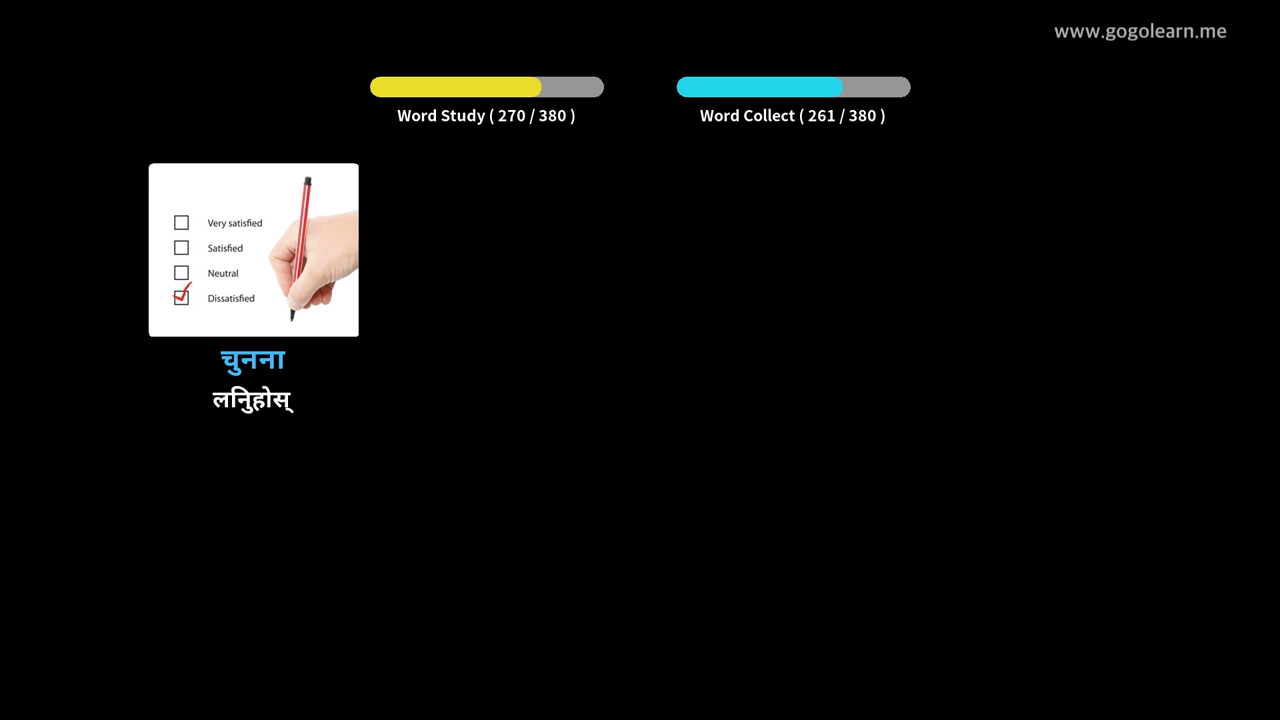 www.gogolearn.me
Word Study ( 270 / 380 )
Word Collect ( 261 / 380 )
Very satisfied
Satisfied
Neutral
Dissatisfied
चुनना
लनिुहोस्